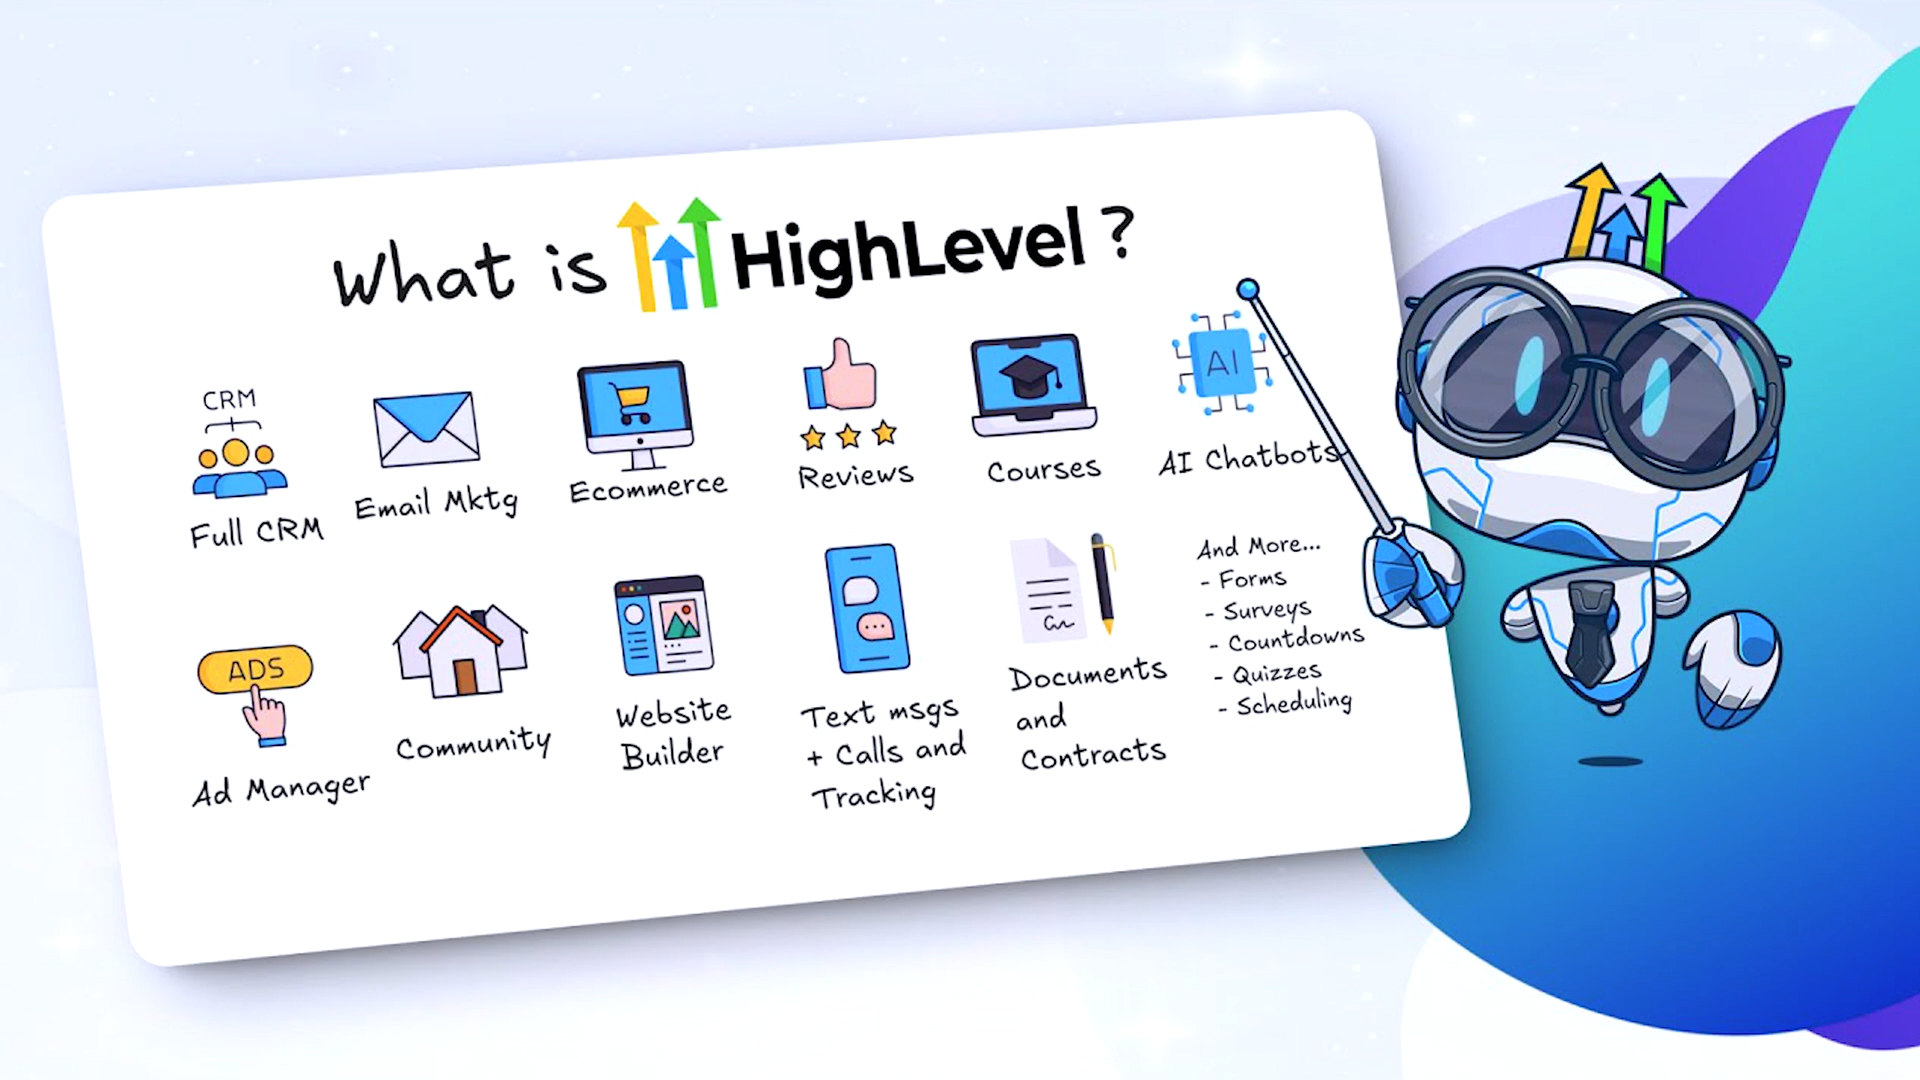 What is HighLevel ?
CRM
Full CRM
Email Mktg
Ecommerce
Reviews
Courses
AI
AI Chatbots
ADS
Ad Manager
Community
Website
Builder
Text msgs
+ Calls and
Tracking
Documents
and
Contracts
And More...
- Forms
- Surveys
- Countdowns
- Quizzes
- Scheduling